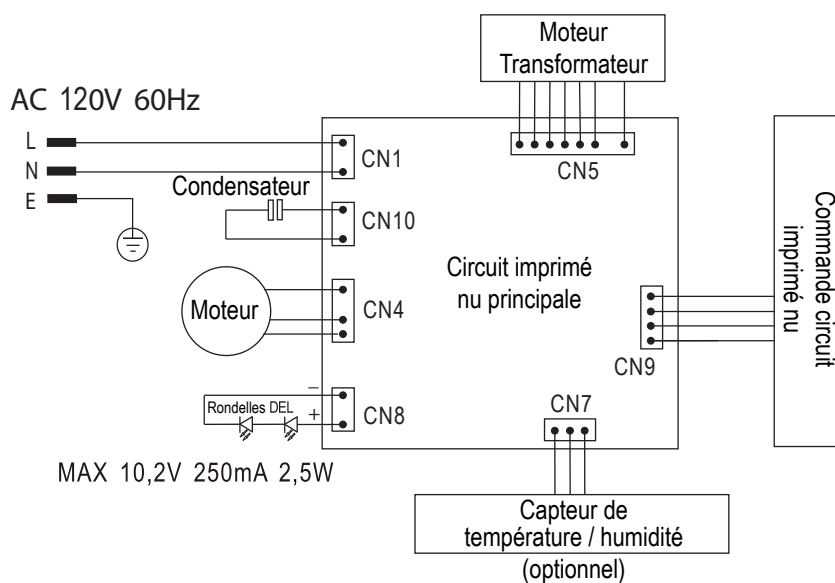 Moteur
Transformateur
AC 120V 60Hz
L
N
E
CN1
CN5
Condensateur
CN10
Moteur
CN4
Circuit imprimé
nu principale
Commande circuit
imprimé nu
CN9
Rondelles DEL
−
+
CN8
CN7
MAX 10,2V 250mA 2,5W
Capteur de
température / humidité
(optionnel)